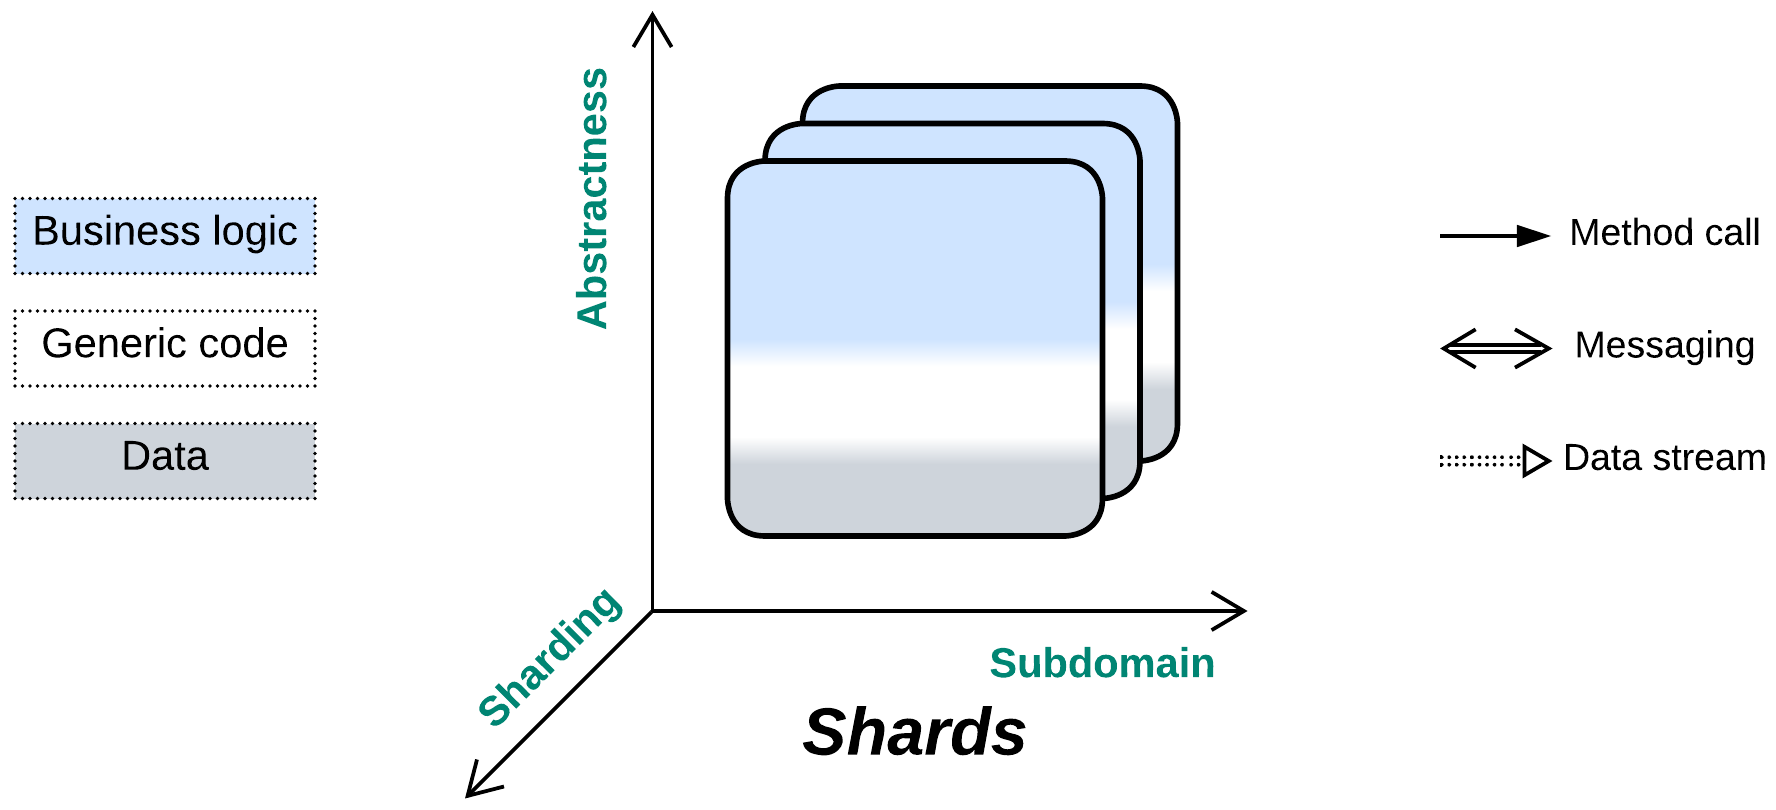 Business logic
Generic code
Data
Abstractness
Sharding
Subdomain
Shards
Method call
Messaging
Data stream